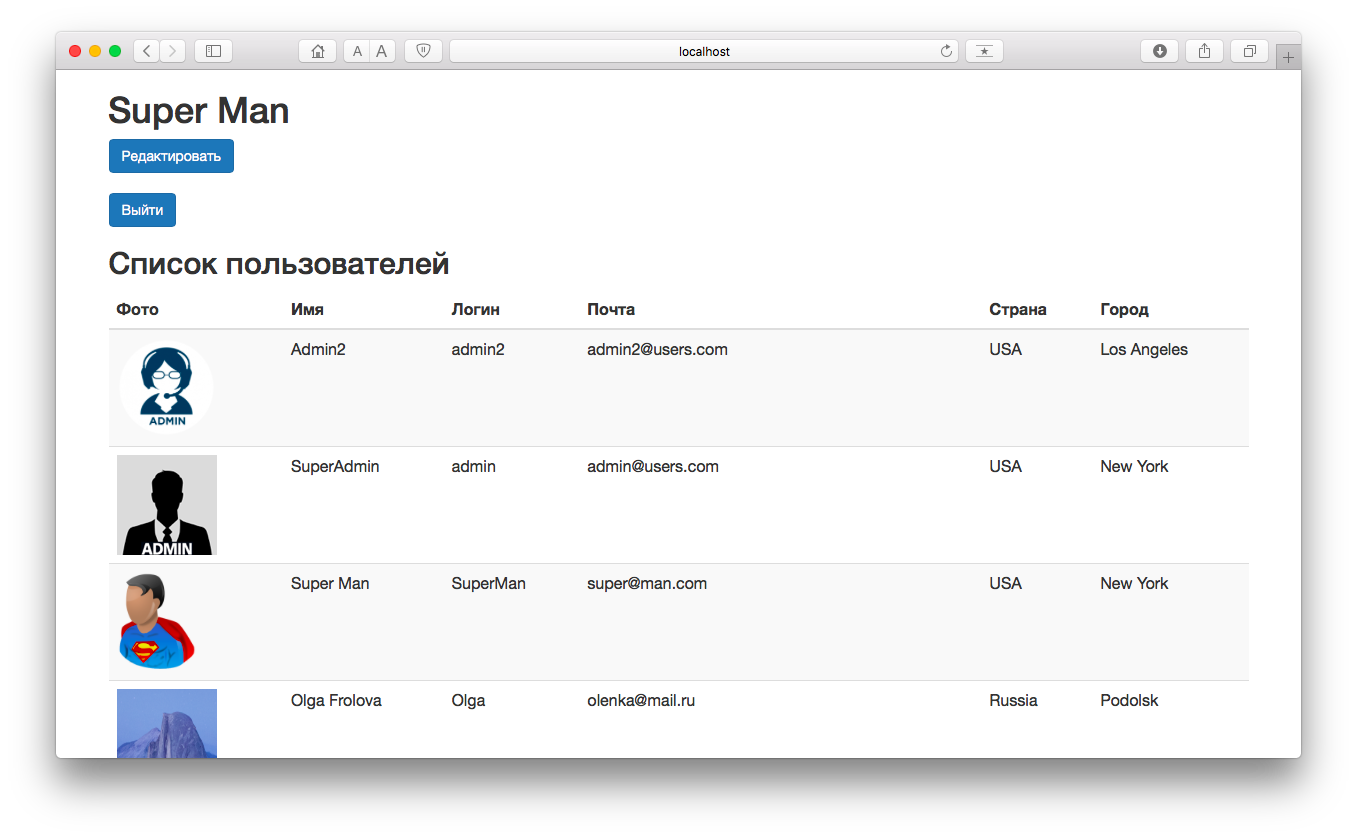 A A localhost
Super Man
Редактировать
Выйти
Список пользователей
Фото Имя Логин Почта Страна Город
Admin2 admin2 admin2@users.com USA Los Angeles
ADMIN
SuperAdmin admin admin@users.com USA New York
ADMIN
Super Man SuperMan super@man.com USA New York
S
Olga Frolova Olga olenka@mail.ru Russia Podolsk